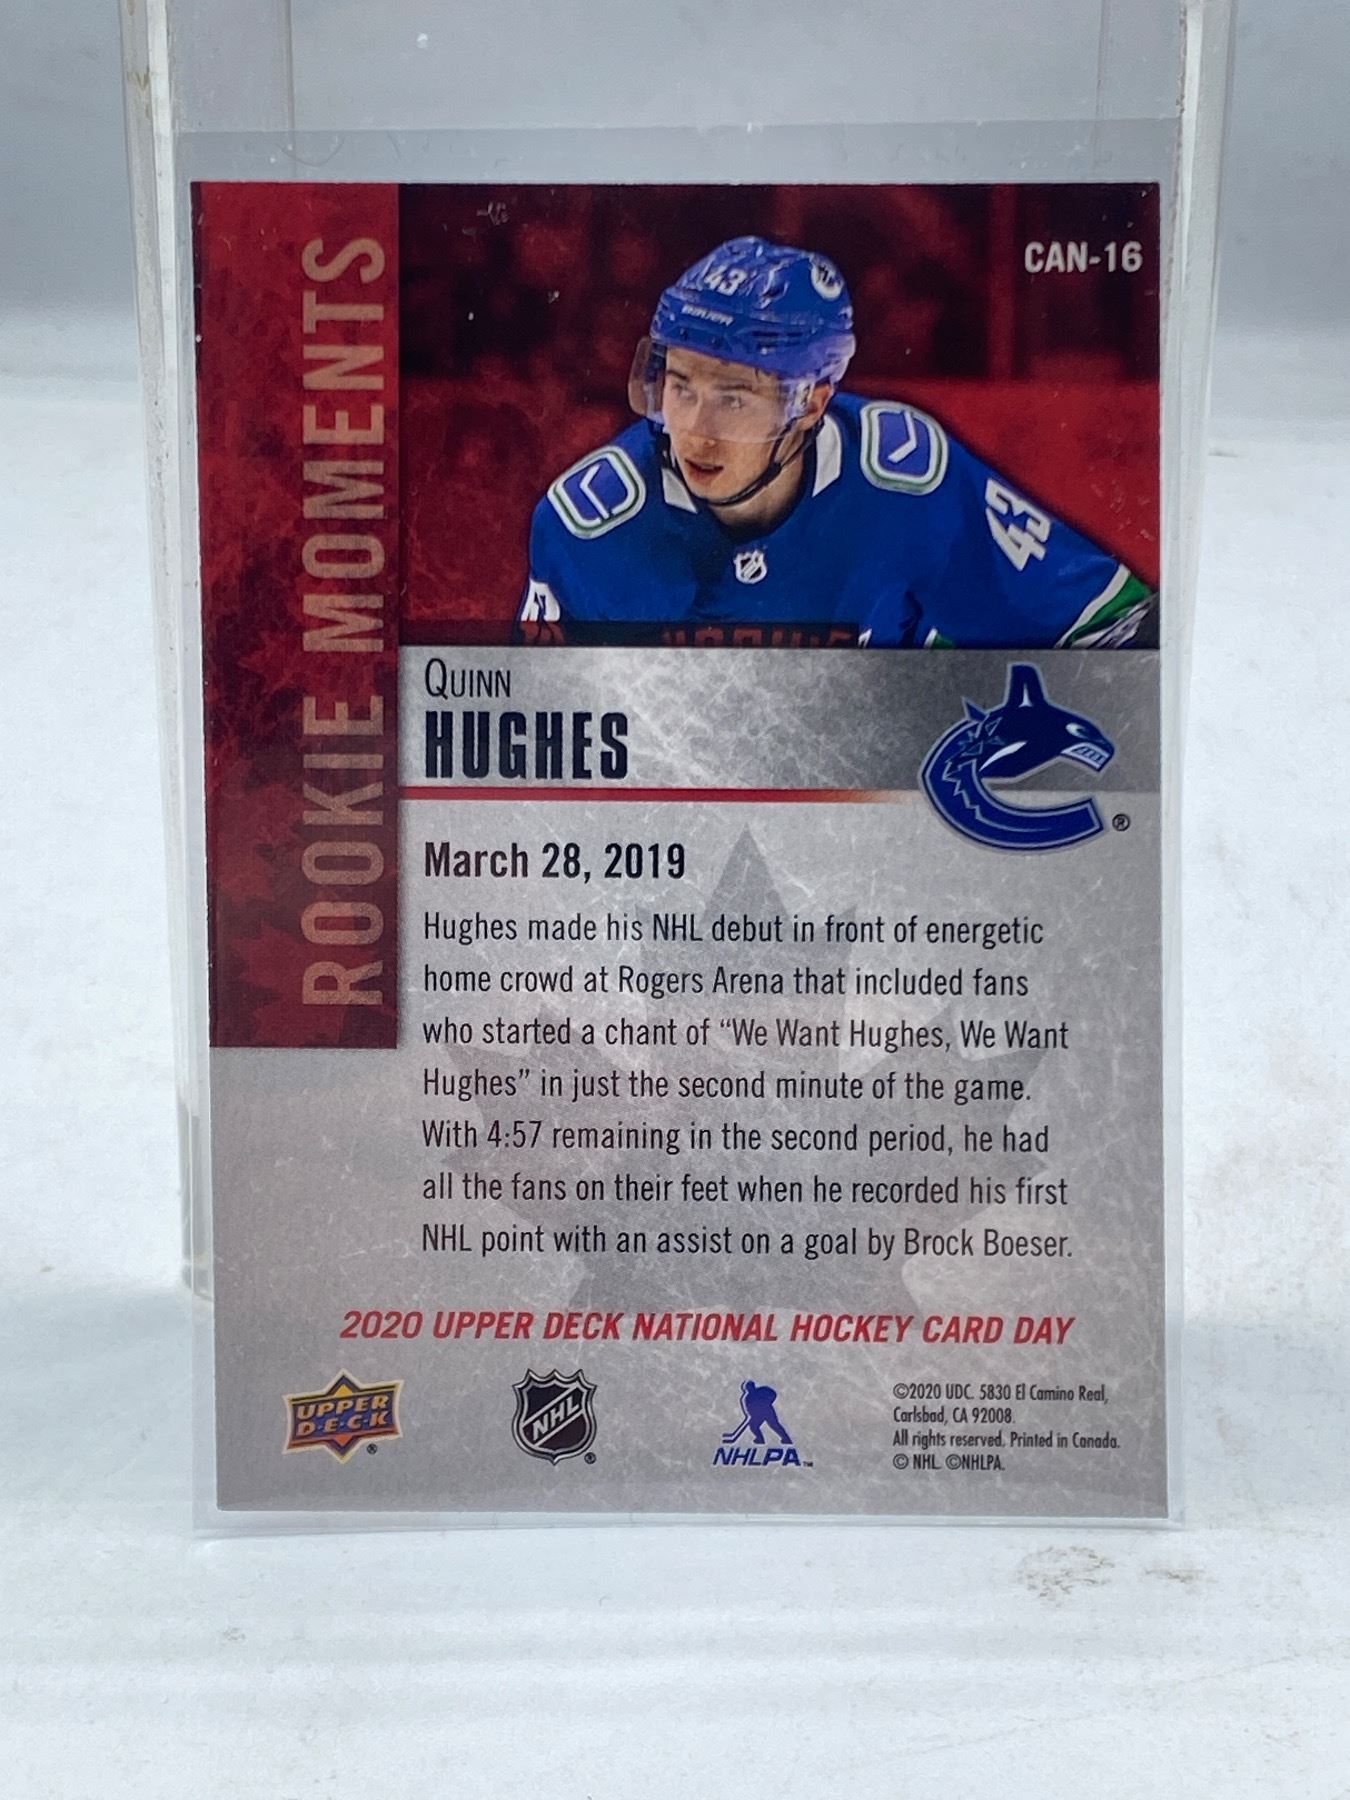 CAN-16
ROOKIE MOMENTS
43
BAUER
43
QUINN
HUGHES
®
March 28, 2019
Hughes made his NHL debut in front of energetic
home crowd at Rogers Arena that included fans
who started a chant of “We Want Hughes, We Want
Hughes” in just the second minute of the game.
With 4:57 remaining in the second period, he had
all the fans on their feet when he recorded his first
NHL point with an assist on a goal by Brock Boeser.
2020 UPPER DECK NATIONAL HOCKEY CARD DAY
UPPER
D·E·C·K
®
NHL
®
NHLPA™
©2020 UDC. 5830 El Camino Real,
Carlsbad, CA 92008.
All rights reserved. Printed in Canada.
© NHL ©NHLPA.